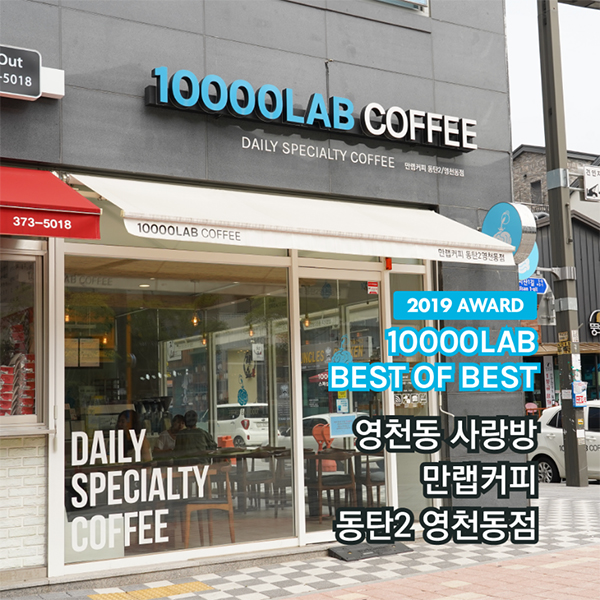 Out
-5018
10000LAB COFFEE
DAILY SPECIALTY COFFEE 만랩커피 동탄2/영천동점
373-5018
10000LAB COFFEE
만랩커피 동탄2영천동점
2019 AWARD
10000LAB
BEST OF BEST
영천동 사랑방
만랩커피
동탄2 영천동점
DAILY
SPECIALTY
COFFEE